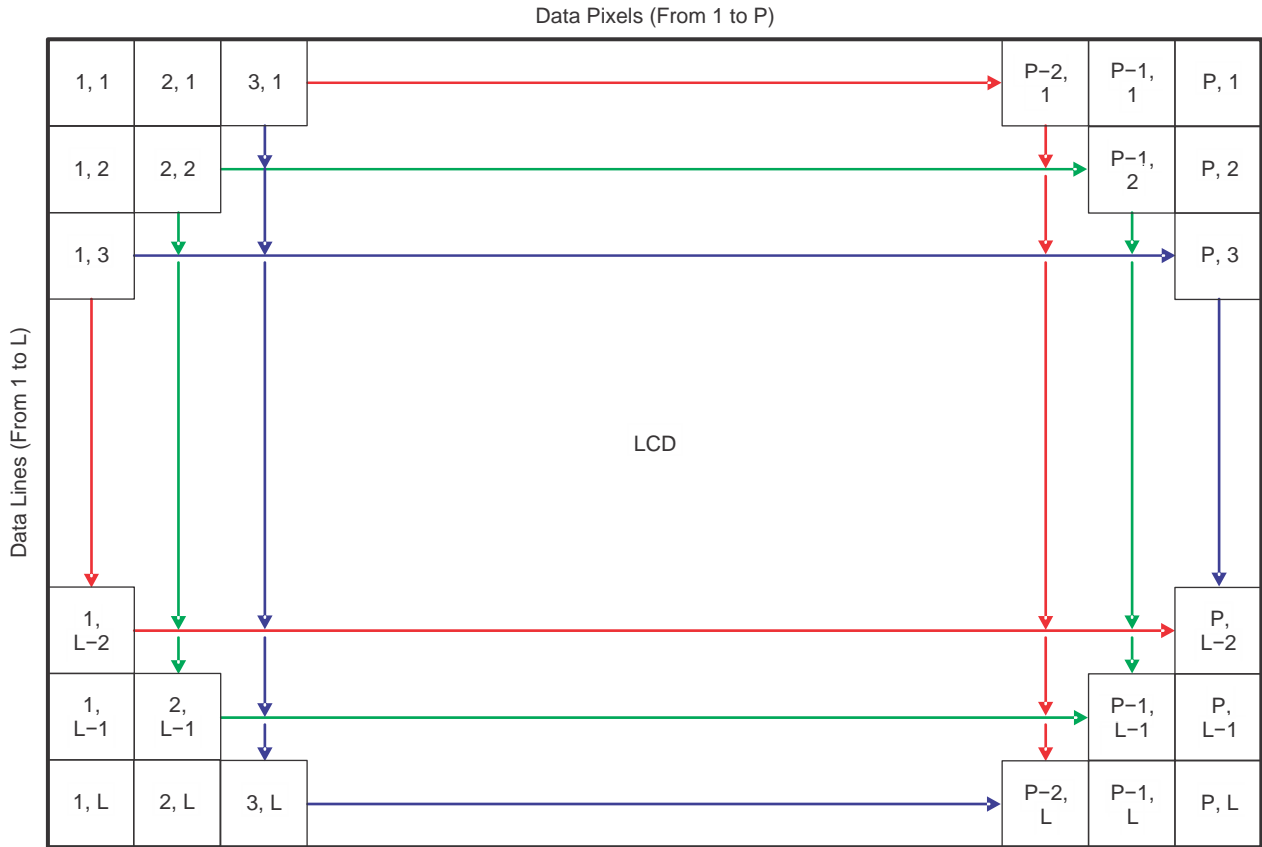 Data Pixels (From 1 to P)
1, 1
2, 1
3, 1
P−2,
1
P−1,
1
P, 1
1, 2
2, 2
P−1,
2
P, 2
1, 3
P, 3
Data Lines (From 1 to L)
LCD
1,
L−2
P,
L−2
1,
L−1
2,
L−1
P−1,
L−1
P,
L−1
1, L
2, L
3, L
P−2,
L
P−1,
L
P, L